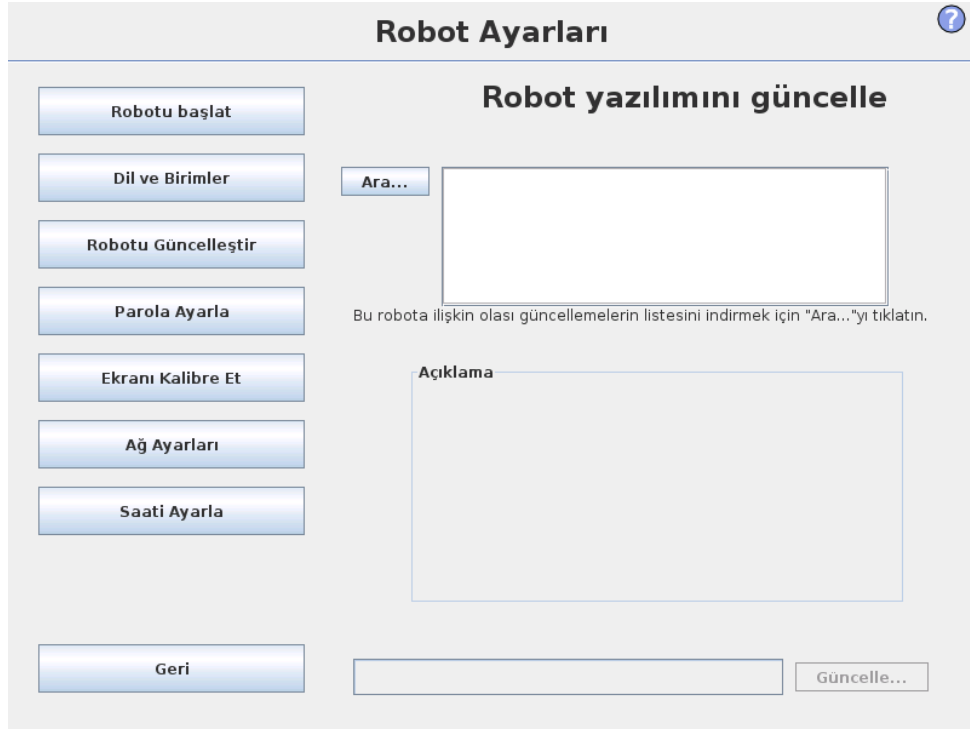 Robot Ayarları
?
Robotu başlat
Dil ve Birimler
Robotu Güncelleştir
Parola Ayarla
Ekranı Kalibre Et
Ağ Ayarları
Saati Ayarla
Geri
Robot yazılımını güncelle
Ara...
Bu robota ilişkin olası güncellemelerin listesini indirmek için "Ara..."yı tıklatın.
Açıklama
Güncelle...